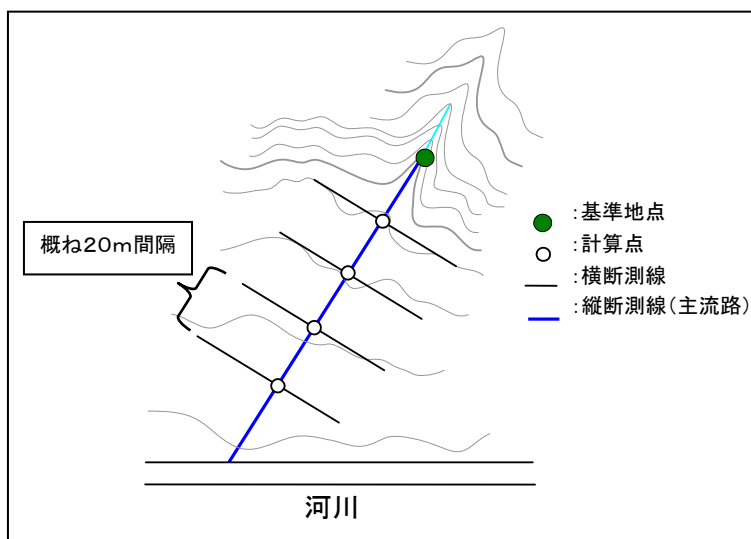 概ね20m間隔
:基準地点
:計算点
:横断測線
:縦断測線(主流路)
河川